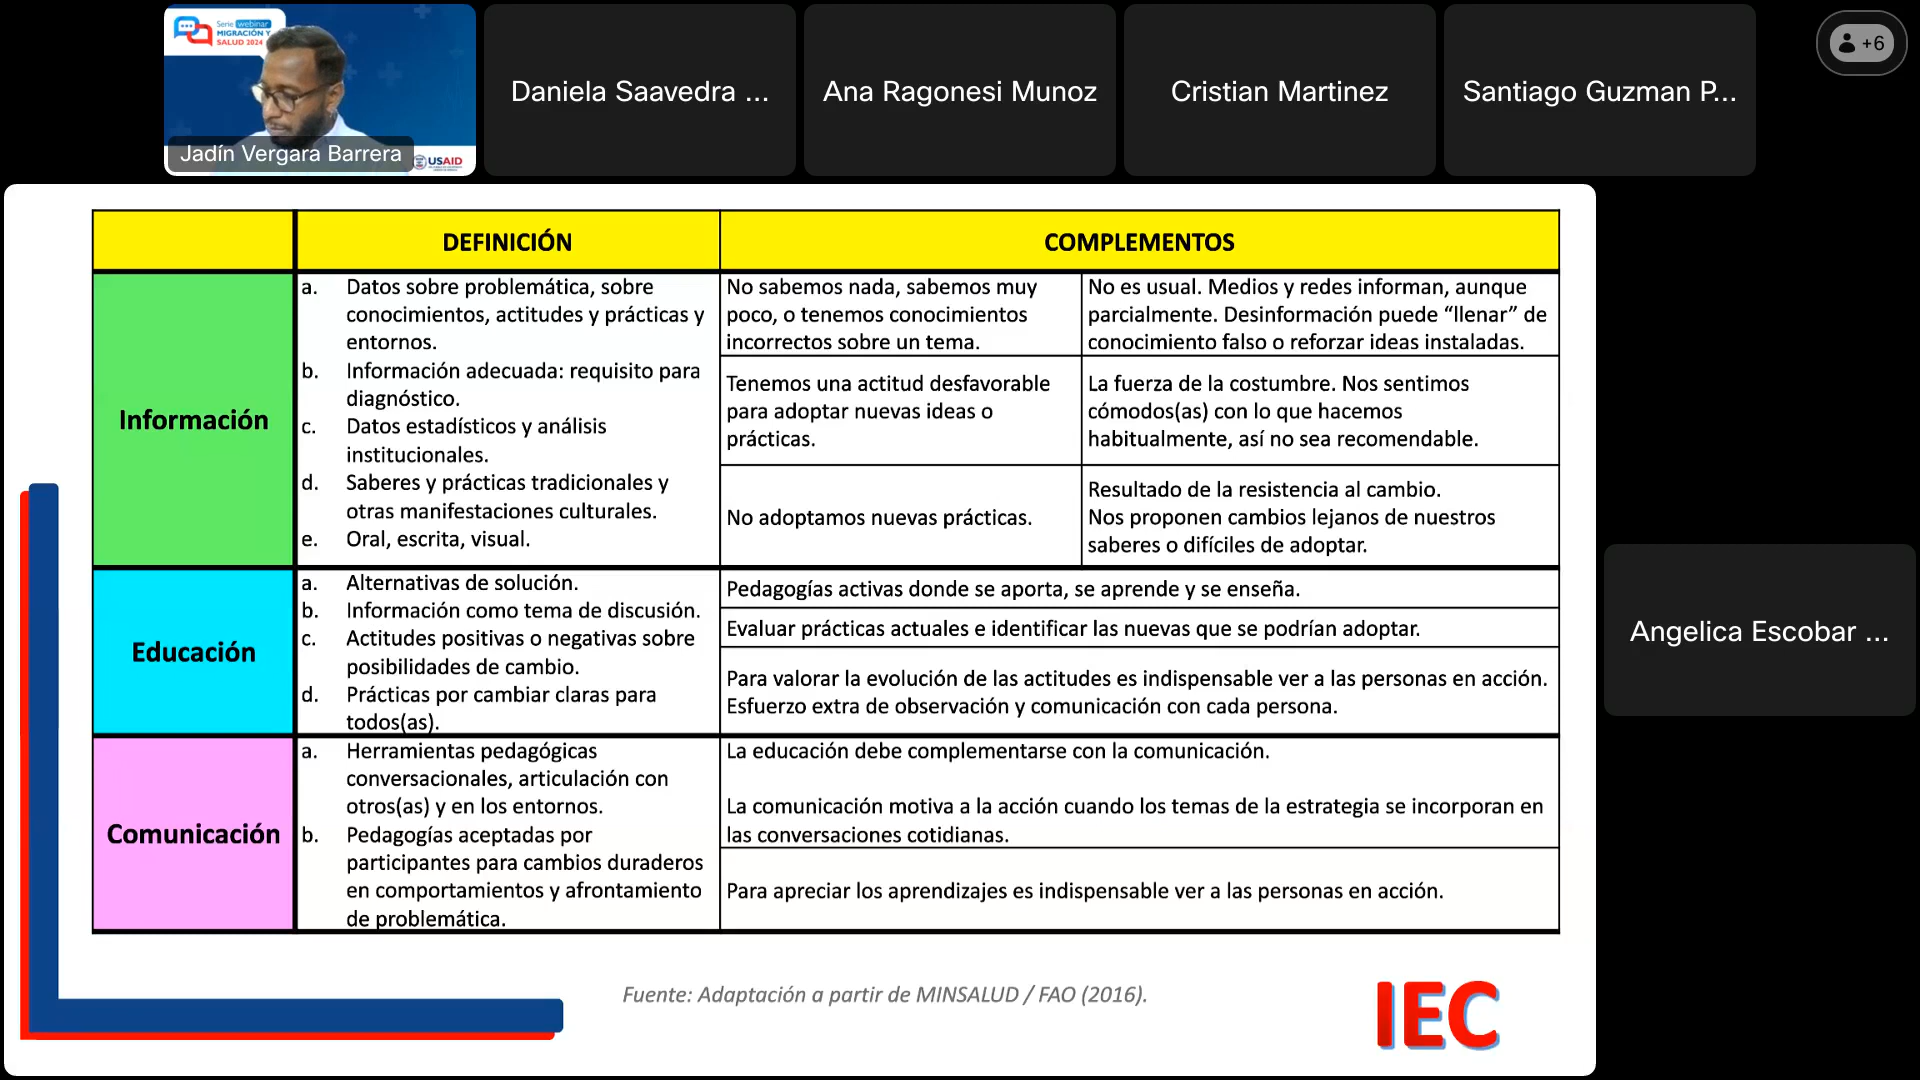 Serie webinar
MIGRACIÓN Y
SALUD 2024
Jadín Vergara Barrera
USAID
Daniela Saavedra ...
Ana Ragonesi Munoz
Cristian Martinez
Santiago Guzman P...
+6
DEFINICIÓN
COMPLEMENTOS
Información
a. Datos sobre problemática, sobre
conocimientos, actitudes y prácticas y
entornos.
b. Información adecuada: requisito para
diagnóstico.
c. Datos estadísticos y análisis
institucionales.
d. Saberes y prácticas tradicionales y
otras manifestaciones culturales.
e. Oral, escrita, visual.
No sabemos nada, sabemos muy
poco, o tenemos conocimientos
incorrectos sobre un tema.
No es usual. Medios y redes informan, aunque
parcialmente. Desinformación puede “llenar” de
conocimiento falso o reforzar ideas instaladas.
Tenemos una actitud desfavorable
para adoptar nuevas ideas o
prácticas.
La fuerza de la costumbre. Nos sentimos
cómodos(as) con lo que hacemos
habitualmente, así no sea recomendable.
No adoptamos nuevas prácticas.
Resultado de la resistencia al cambio.
Nos proponen cambios lejanos de nuestros
saberes o difíciles de adoptar.
Educación
a. Alternativas de solución.
b. Información como tema de discusión.
c. Actitudes positivas o negativas sobre
posibilidades de cambio.
d. Prácticas por cambiar claras para
todos(as).
Pedagogías activas donde se aporta, se aprende y se enseña.
Evaluar prácticas actuales e identificar las nuevas que se podrían adoptar.
Para valorar la evolución de las actitudes es indispensable ver a las personas en acción.
Esfuerzo extra de observación y comunicación con cada persona.
Comunicación
a. Herramientas pedagógicas
conversacionales, articulación con
otros(as) y en los entornos.
b. Pedagogías aceptadas por
participantes para cambios duraderos
en comportamientos y afrontamiento
de problemática.
La educación debe complementarse con la comunicación.
La comunicación motiva a la acción cuando los temas de la estrategia se incorporan en
las conversaciones cotidianas.
Para apreciar los aprendizajes es indispensable ver a las personas en acción.
Fuente: Adaptación a partir de MINSALUD / FAO (2016).
IEC
Angelica Escobar ...